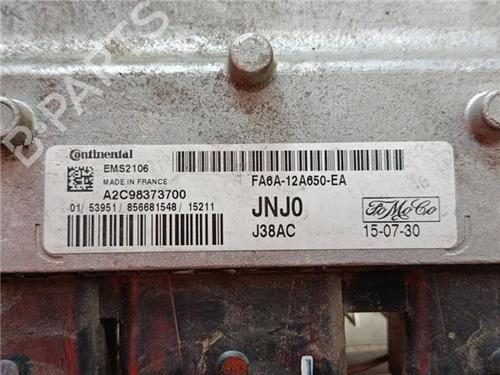 Continental
EMS2106
MADE IN FRANCE
A2C98373700
01/ 53951/ 856681548/ 15211
FA6A-12A650-EA
JNJ0
J38AC
FoMoCo
15-07-30
B-PARTS